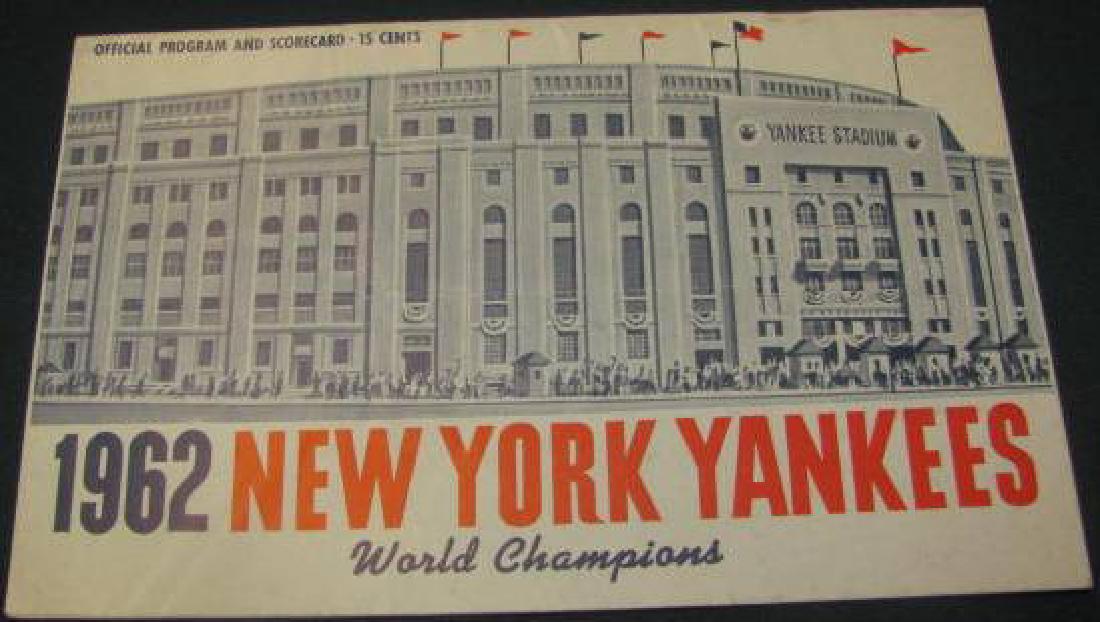 OFFICIAL PROGRAM AND SCORECARD · 15 CENTS
YANKEE STADIUM
1962 NEW YORK YANKEES
World Champions